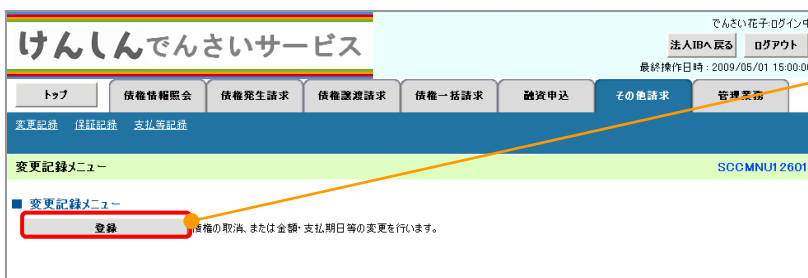 けんしんでんさいサービス
でんさい花子ログイン中
法人IBへ戻る ログアウト
最終操作日時：2009/05/01 15:00:00
トップ 債権情報照会 債権発生請求 債権譲渡請求 債権一括請求 融資申込 その他請求 管理業務
変更記録 保証記録 支払等記録
変更記録メニュー SCCMNU12601
■ 変更記録メニュー
登録 債権の取消、または金額・支払期日等の変更を行います。